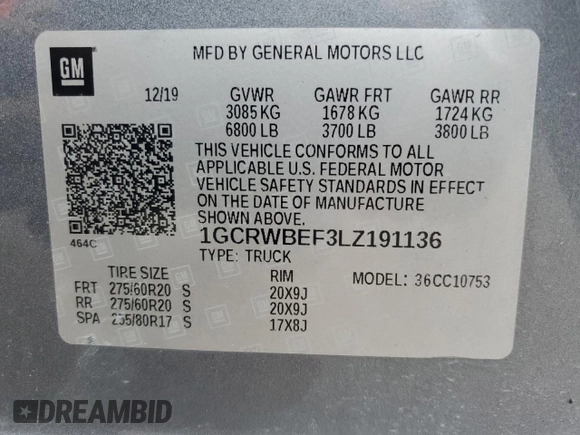 GM
MFD BY GENERAL MOTORS LLC
12/19 GVWR GAWR FRT GAWR RR
3085 KG 1678 KG 1724 KG
6800 LB 3700 LB 3800 LB
THIS VEHICLE CONFORMS TO ALL
APPLICABLE U.S. FEDERAL MOTOR
VEHICLE SAFETY STANDARDS IN EFFECT
ON THE DATE OF MANUFACTURE
464C
SHOWN ABOVE.
1GCRWBEF3LZ191136
TYPE: TRUCK
TIRE SIZE RIM MODEL: 36CC10753
FRT 275/60R20 S 20X9J
RR 275/60R20 S 20X9J
SPA 255/80R17 S 17X8J
DREAMBID